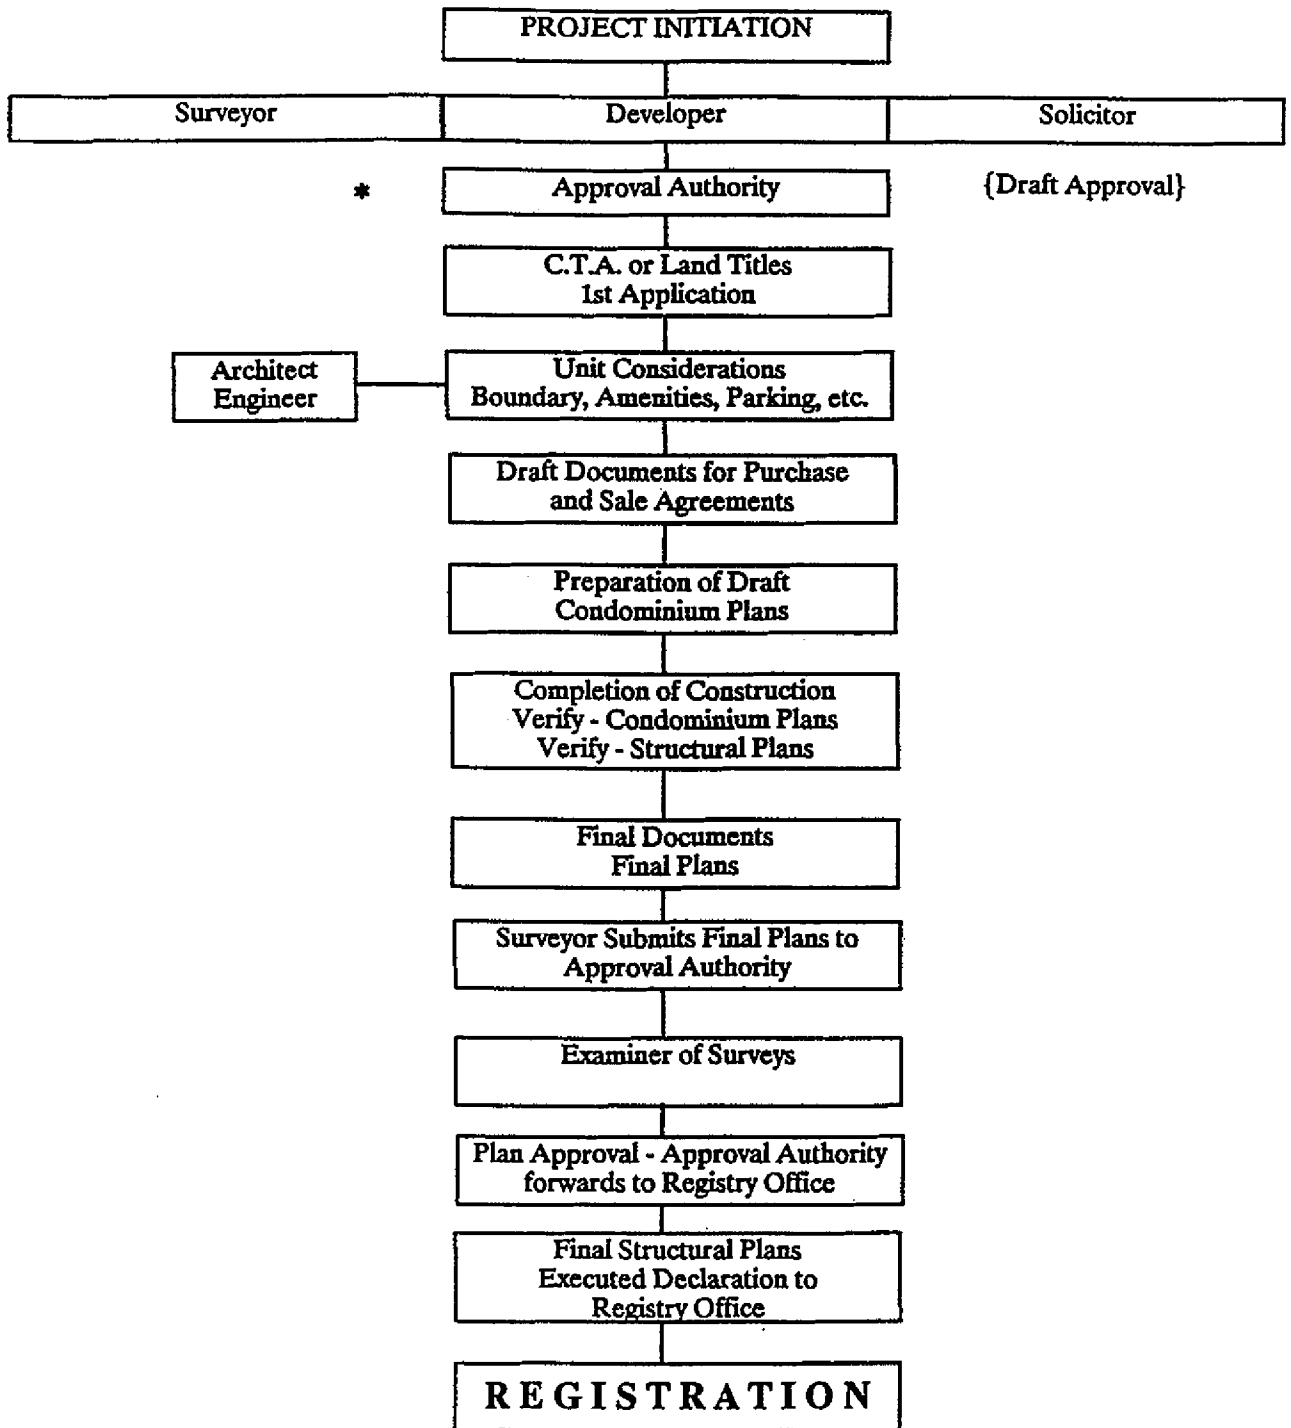 PROJECT INITIATION
Surveyor
Developer
Solicitor
*
Approval Authority
{Draft Approval}
C.T.A. or Land Titles
1st Application
Architect
Engineer
Unit Considerations
Boundary, Amenities, Parking, etc.
Draft Documents for Purchase
and Sale Agreements
Preparation of Draft
Condominium Plans
Completion of Construction
Verify - Condominium Plans
Verify - Structural Plans
Final Documents
Final Plans
Surveyor Submits Final Plans to
Approval Authority
Examiner of Surveys
Plan Approval - Approval Authority
forwards to Registry Office
Final Structural Plans
Executed Declaration to
Registry Office
REGISTRATION